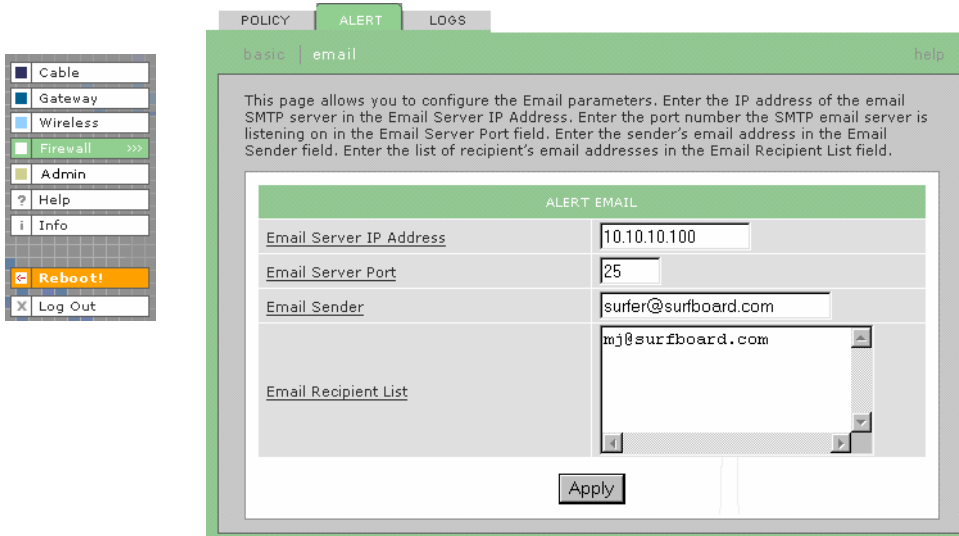 Cable
Gateway
Wireless
Firewall >>>
Admin
? Help
i Info
Reboot!
X Log Out
POLICY ALERT LOGS
basic | email help
This page allows you to configure the Email parameters. Enter the IP address of the email
SMTP server in the Email Server IP Address. Enter the port number the SMTP email server is
listening on in the Email Server Port field. Enter the sender's email address in the Email
Sender field. Enter the list of recipient's email addresses in the Email Recipient List field.
ALERT EMAIL
Email Server IP Address 10.10.10.100
Email Server Port 25
Email Sender surfer@surfboard.com
Email Recipient List mj@surfboard.com
Apply